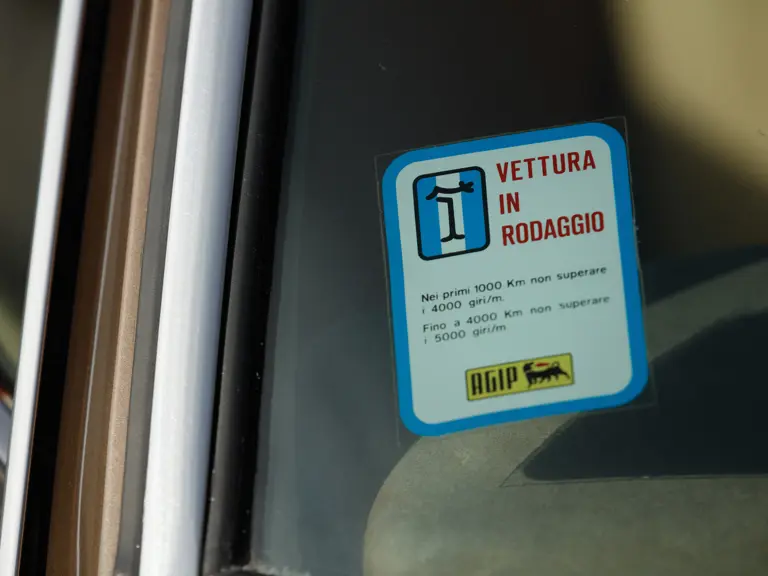 VETTURA
IN
RODAGGIO
Nei primi 1000 Km non superare
i 4000 giri/m.
Fino a 4000 Km non superare
i 5000 giri/m
AGIP